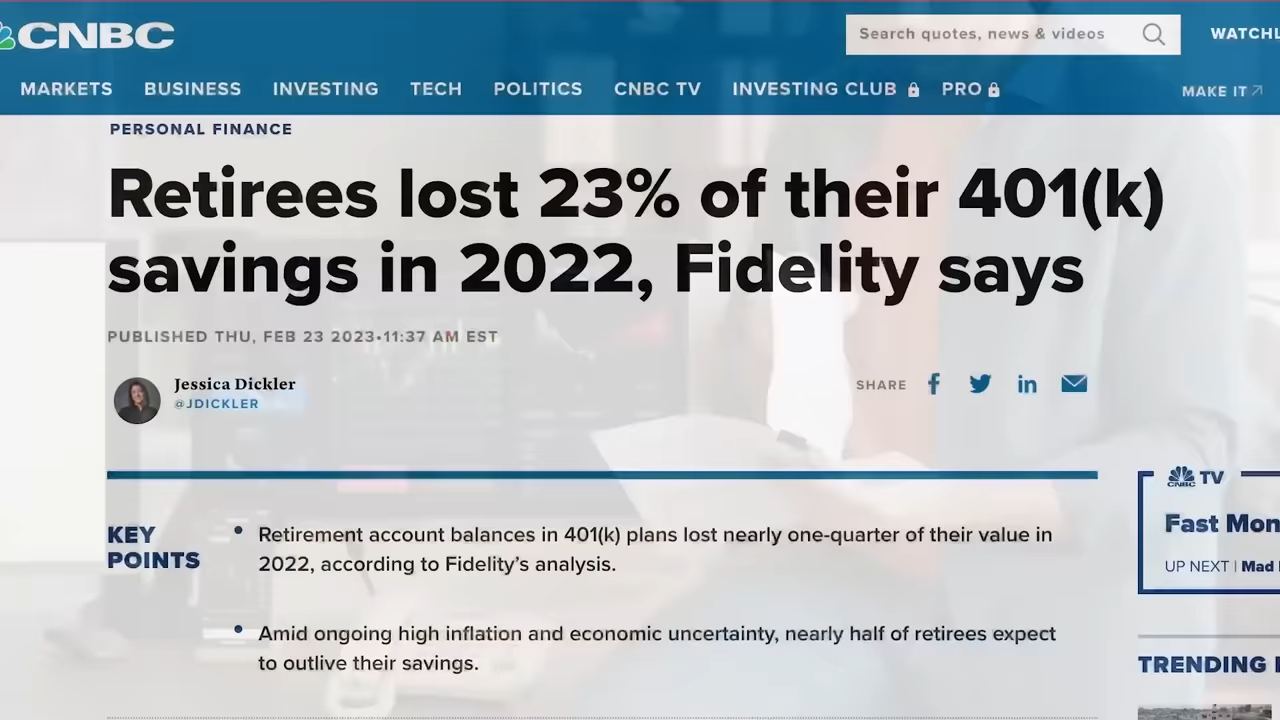 CNBC
Search quotes, news & videos
WATCHL
MARKETS BUSINESS INVESTING TECH POLITICS CNBC TV INVESTING CLUB PRO
MAKE IT
PERSONAL FINANCE
Retirees lost 23% of their 401(k)
savings in 2022, Fidelity says
PUBLISHED THU, FEB 23 2023•11:37 AM EST
Jessica Dickler
@JDICKLER
SHARE
KEY
POINTS
• Retirement account balances in 401(k) plans lost nearly one-quarter of their value in
2022, according to Fidelity’s analysis.
• Amid ongoing high inflation and economic uncertainty, nearly half of retirees expect
to outlive their savings.
CNBC TV
Fast Mon
UP NEXT | Mad
TRENDING